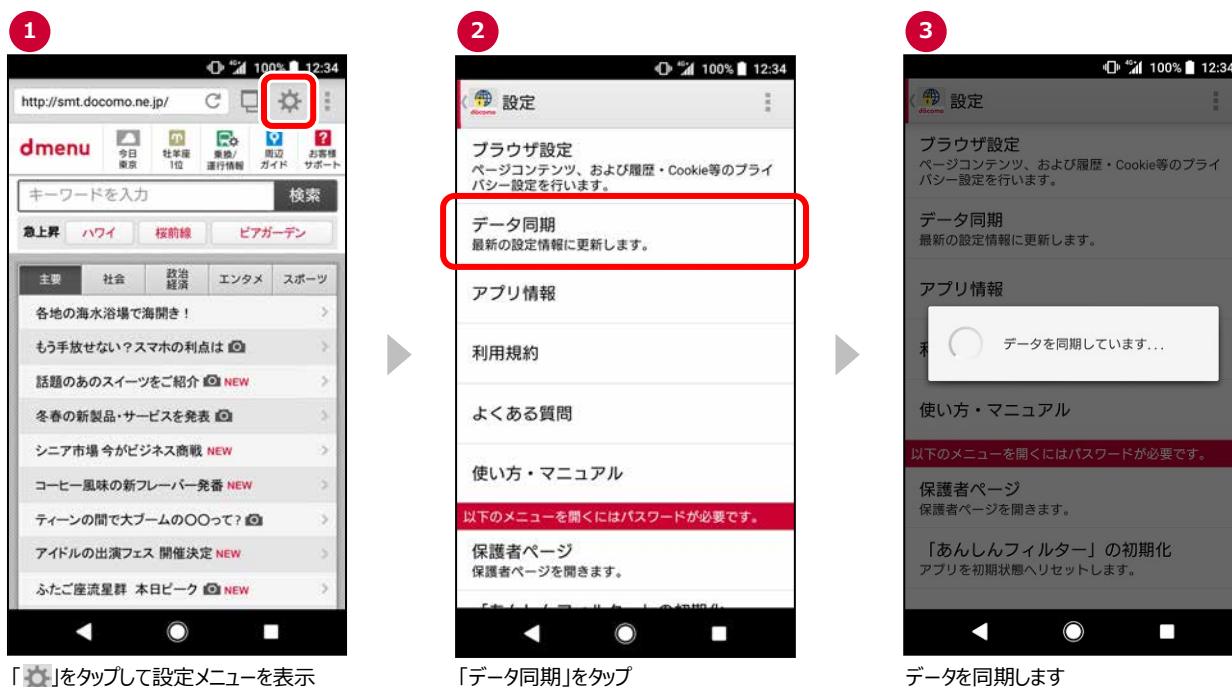 1
100% 12:34
http://smt.docomo.ne.jp/
dmenu
今日
東京
牡羊座
1位
乗換/
運行情報
周辺
ガイド
お客様
サポート
キーワードを入力
検索
急上昇 ハワイ 桜前線 ビアガーデン
主要 社会 政治
経済 エンタメ スポーツ
各地の海水浴場で海開き！
もう手放せない？スマホの利点は
話題のあのスイーツをご紹介 NEW
冬春の新製品・サービスを発表
シニア市場 今がビジネス商戦 NEW
コーヒー風味の新フレーバー発番 NEW
ティーンの間で大ブームの〇〇って？
アイドルの出演フェス 開催決定 NEW
ふたご座流星群 本日ピーク NEW
「 」をタップして設定メニューを表示
2
4G 100% 12:34
docomo
設定
ブラウザ設定
ページコンテンツ、および履歴・Cookie等のプライ
バシー設定を行います。
データ同期
最新の設定情報に更新します。
アプリ情報
利用規約
よくある質問
使い方・マニュアル
以下のメニューを開くにはパスワードが必要です。
保護者ページ
保護者ページを開きます。
「データ同期」をタップ
3
4G 100% 12:34
docomo
設定
ブラウザ設定
ページコンテンツ、および履歴・Cookie等のプライ
バシー設定を行います。
データ同期
最新の設定情報に更新します。
アプリ情報
データを同期しています...
使い方・マニュアル
以下のメニューを開くにはパスワードが必要です。
保護者ページ
保護者ページを開きます。
「あんしんフィルター」の初期化
アプリを初期状態へリセットします。
データを同期します